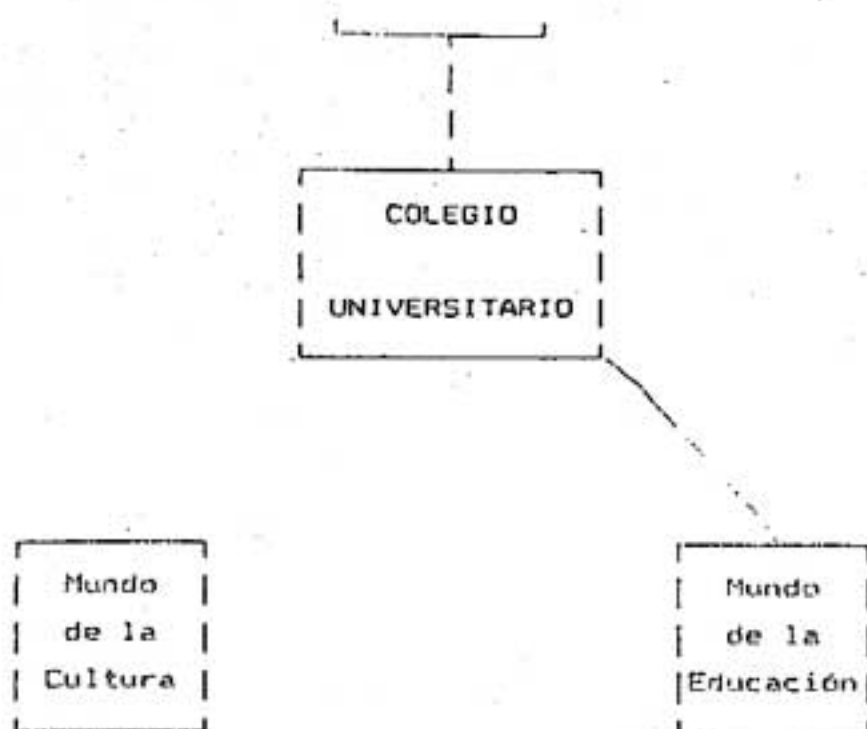 COLEGIO
UNIVERSITARIO
Mundo
de la
Cultura
Mundo
de la
Educación